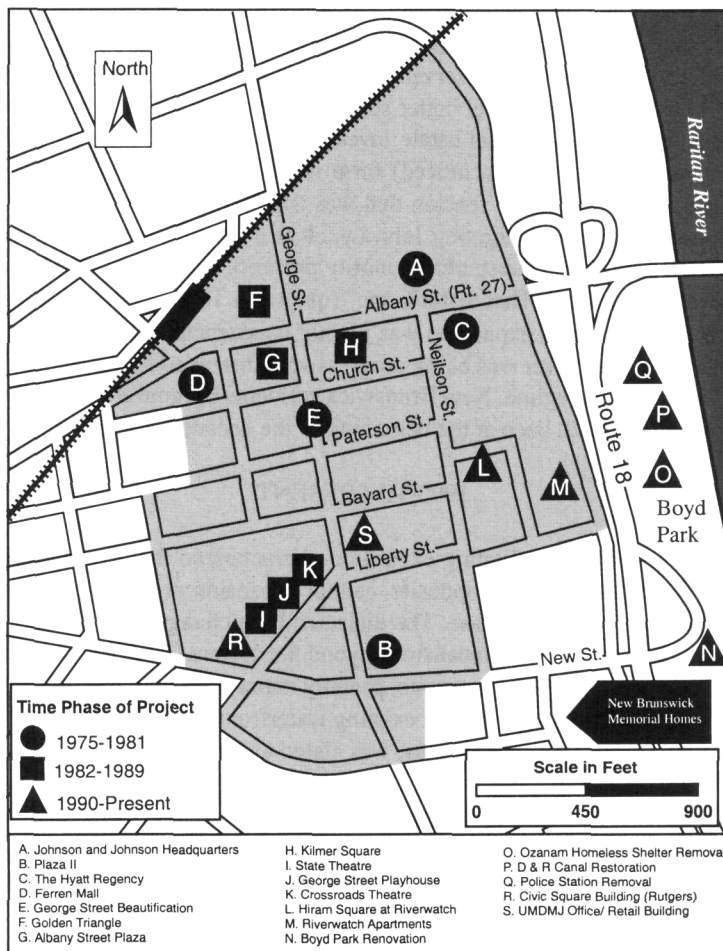 North
Raritan River
George St.
A
F
Albany St. (Rt. 27)
C
H
G
Church St.
Neilson St.
D
E
Paterson St.
Route 18
Q
P
O
L
M
Bayard St.
Boyd
Park
S
Liberty St.
K
J
I
R
B
New St.
N
New Brunswick
Memorial Homes
Time Phase of Project
1975-1981
1982-1989
1990-Present
Scale in Feet
0 450 900
A. Johnson and Johnson Headquarters
B. Plaza II
C. The Hyatt Regency
D. Ferren Mall
E. George Street Beautification
F. Golden Triangle
G. Albany Street Plaza
H. Kilmer Square
I. State Theatre
J. George Street Playhouse
K. Crossroads Theatre
L. Hiram Square at Riverwatch
M. Riverwatch Apartments
N. Boyd Park Renovation
O. Ozanam Homeless Shelter Removal
P. D & R Canal Restoration
Q. Police Station Removal
R. Civic Square Building (Rutgers)
S. UMDMJ Office/ Retail Building